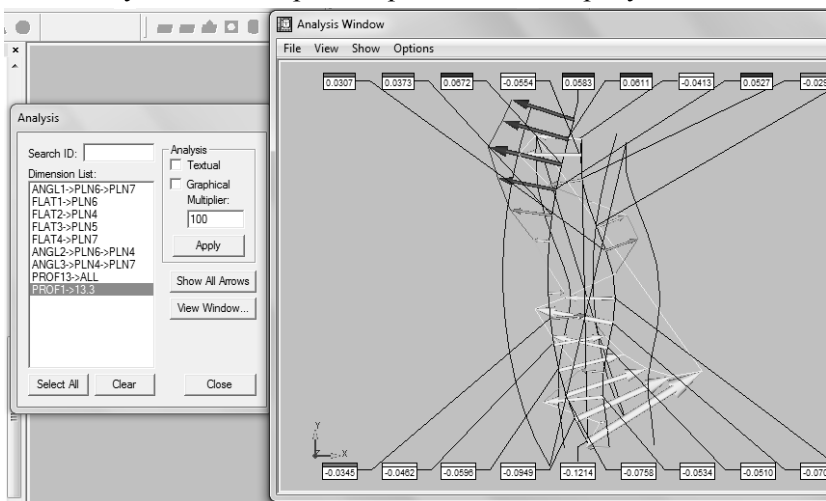 Analysis Window
File View Show Options
0.0307 0.0373 0.0672 -0.0554 0.0583 0.0611 -0.0413 0.0527 -0.029
Analysis
Search ID:
Dimension List:
ANGL1->PLN6->PLN7
FLAT1->PLN6
FLAT2->PLN4
FLAT3->PLN5
FLAT4->PLN7
ANGL2->PLN6->PLN4
ANGL3->PLN4->PLN7
PROF13->ALL
PROF1->13.3
Analysis
Textual
Graphical
Multiplier:
100
Apply
Show All Arrows
View Window...
Select All Clear Close
Y
Z X
-0.0345 -0.0462 -0.0596 -0.0949 -0.1214 -0.0758 -0.0534 -0.0510 -0.070